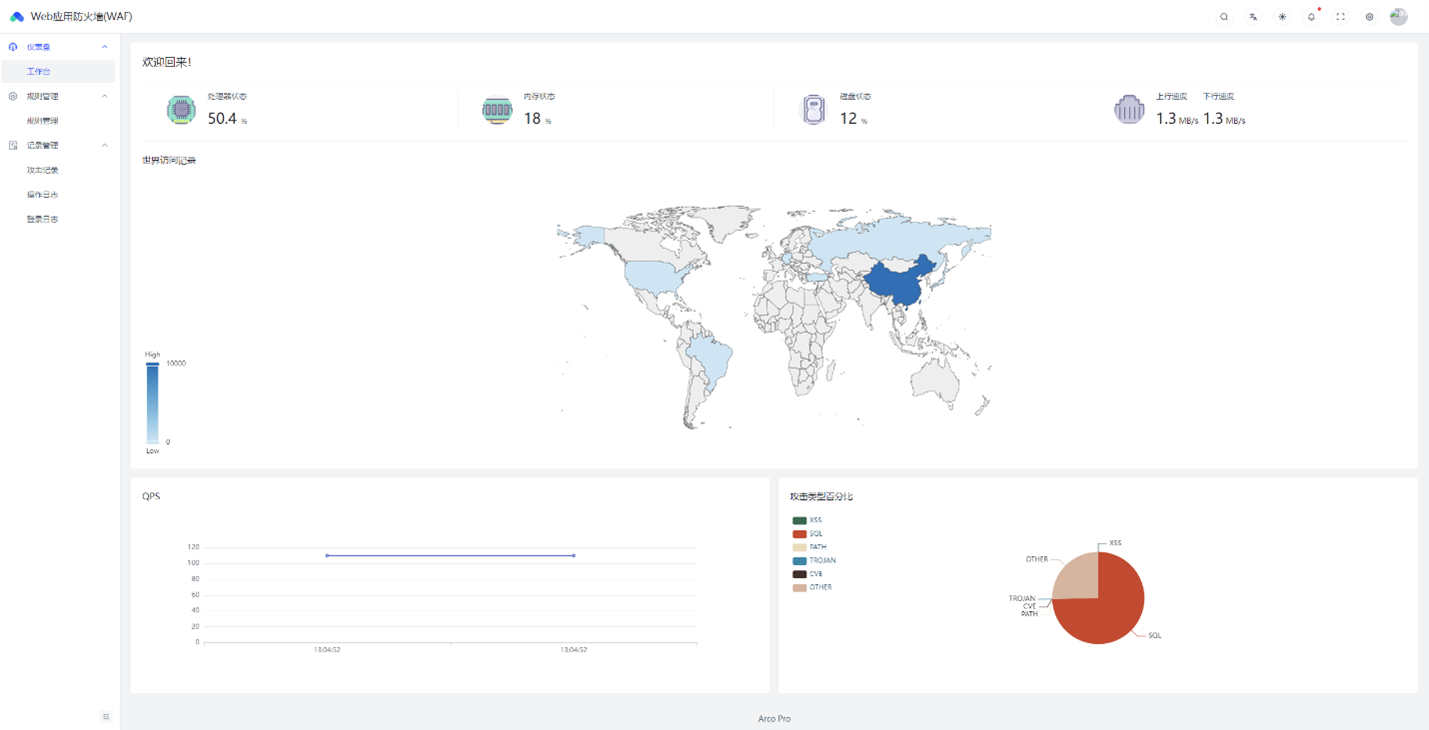 Web应用防火墙(WAF)
仪表盘
工作台
规则管理
规则管理
记录管理
攻击记录
操作日志
登录日志
欢迎回来!
处理器状态
50.4 %
内存状态
18 %
磁盘状态
12 %
上行速度 下行速度
1.3 MB/s 1.3 MB/s
世界访问记录
High
10000
0
Low
QPS
120
100
80
60
40
20
0
13:04:52 13:04:52
攻击类型百分比
XSS
SQL
PATH
TROJAN
CVE
OTHER
XSS
OTHER
TROJAN
CVE
PATH
SQL
Arco Pro